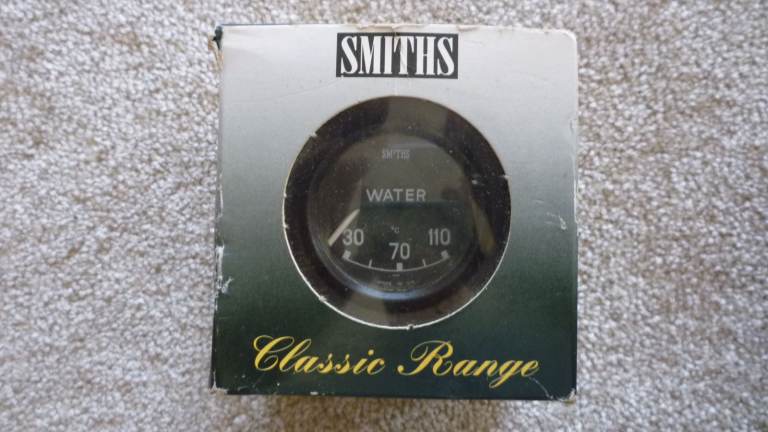 SMITHS
SMITHS
WATER
°C
30 70 110
Classic Range